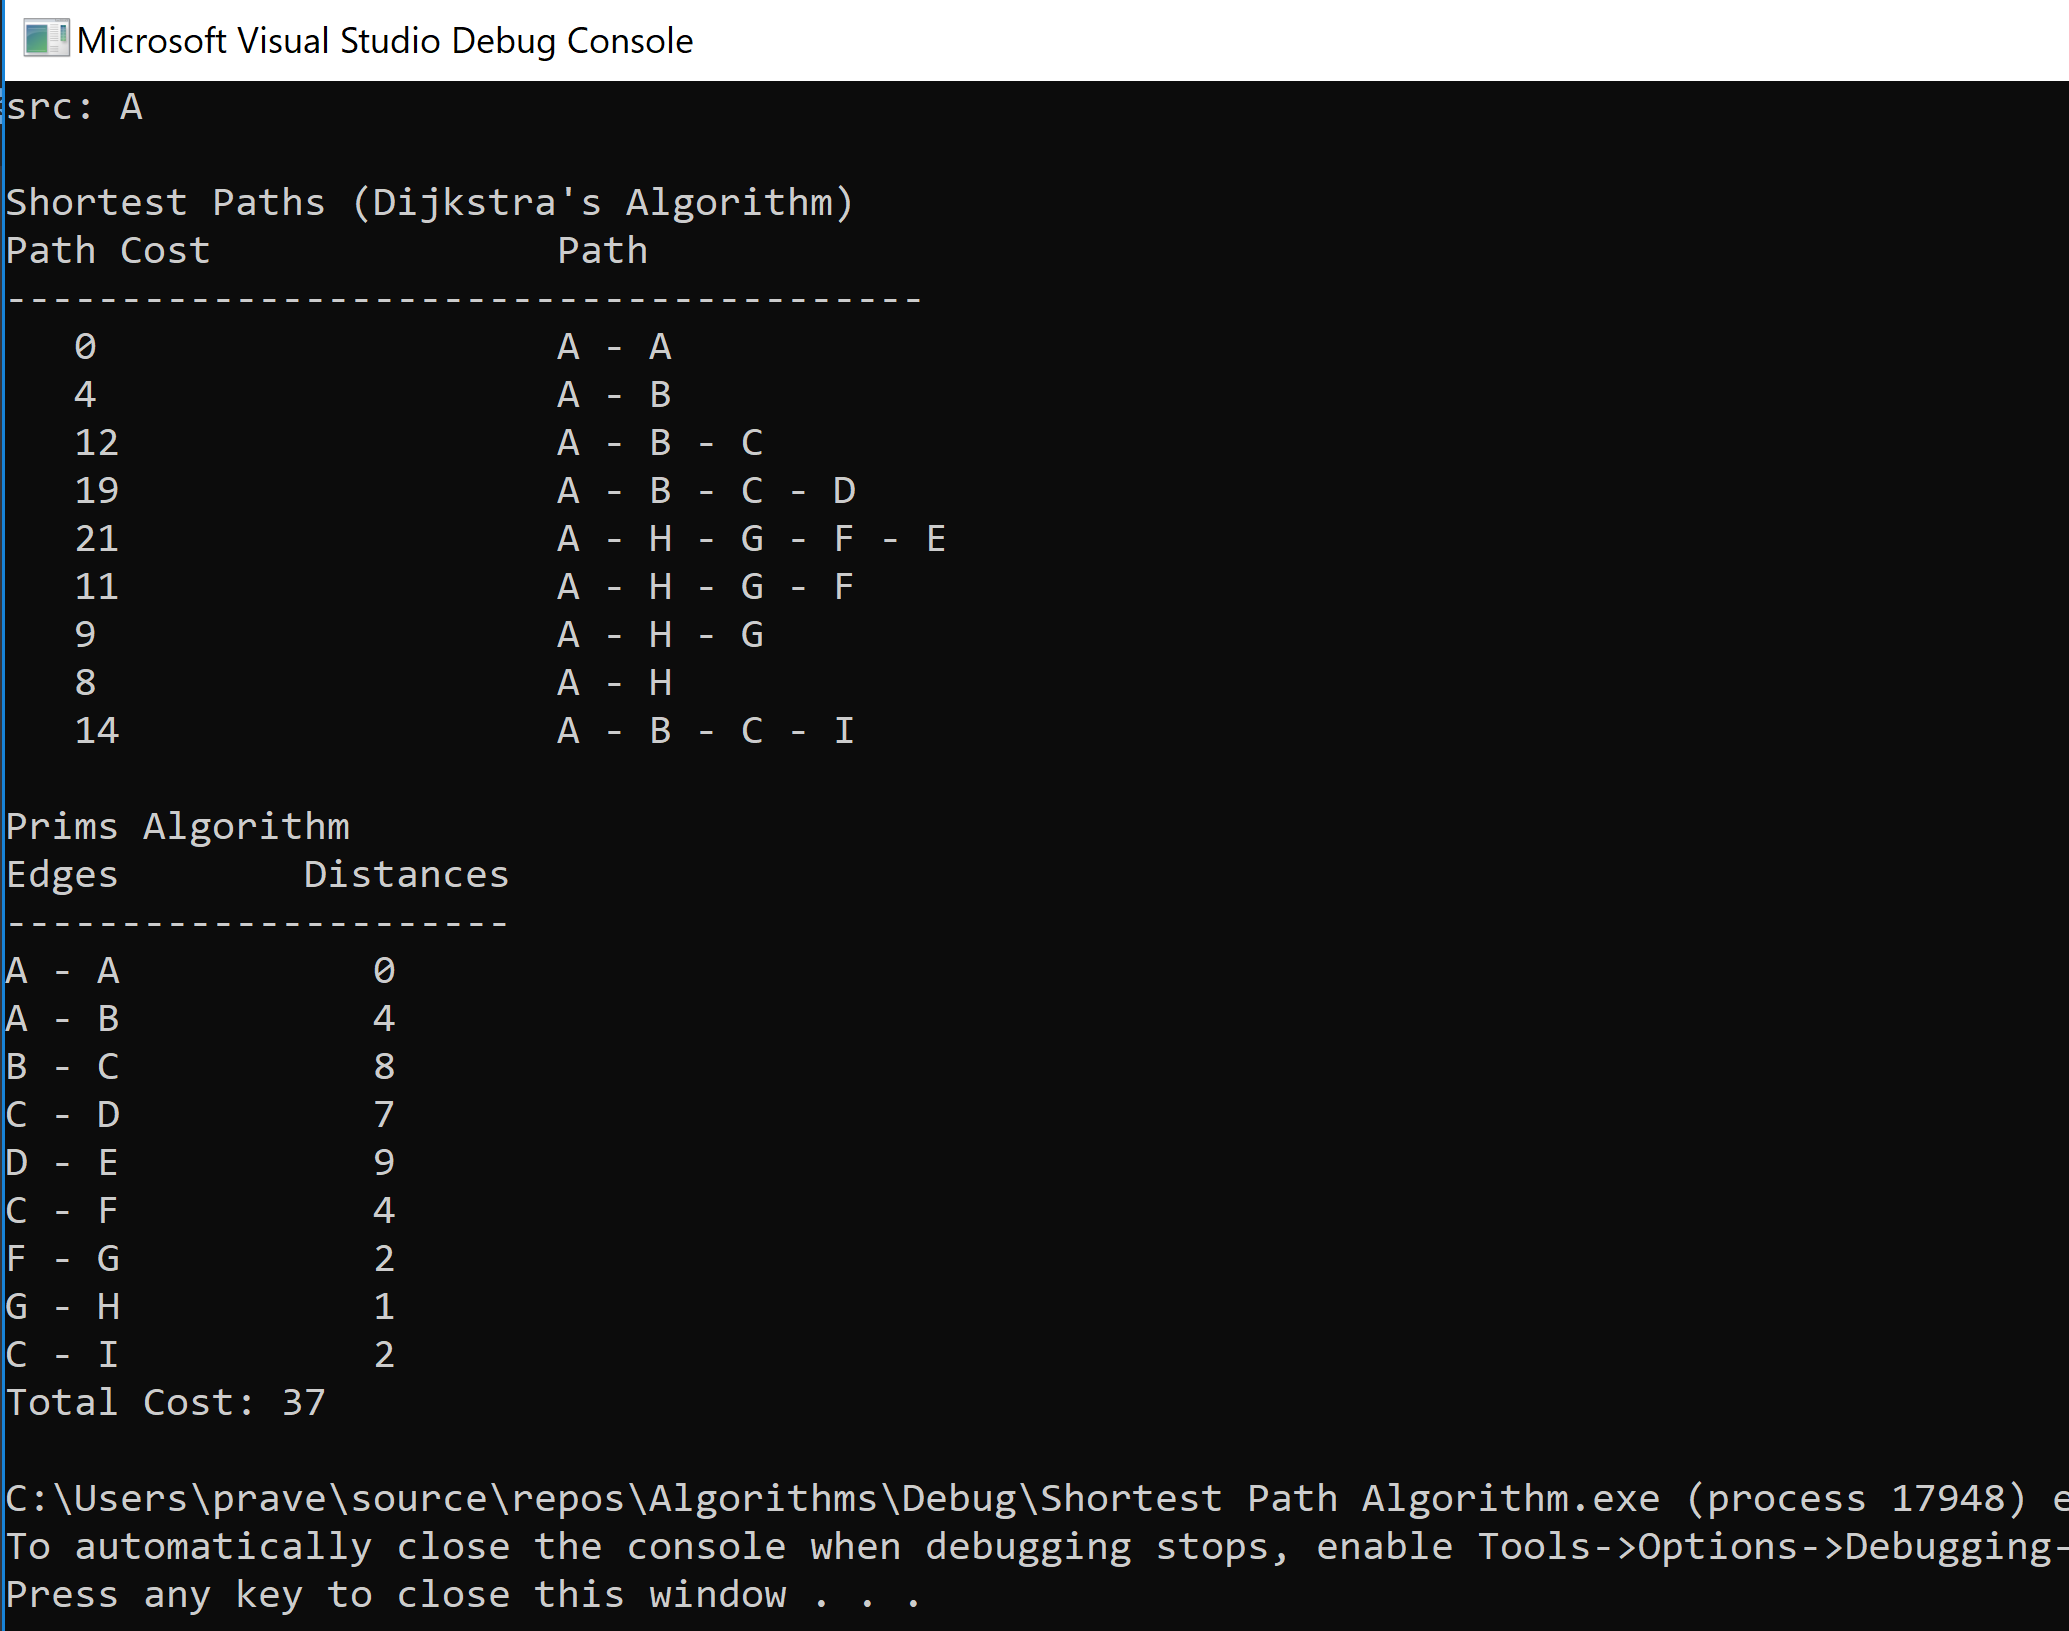 Microsoft Visual Studio Debug Console
src: A
Shortest Paths (Dijkstra's Algorithm)
Path Cost Path
----------------------------------------
0 A - A
4 A - B
12 A - B - C
19 A - B - C - D
21 A - H - G - F - E
11 A - H - G - F
9 A - H - G
8 A - H
14 A - B - C - I
Prims Algorithm
Edges Distances
----------------------
A - A 0
A - B 4
B - C 8
C - D 7
D - E 9
C - F 4
F - G 2
G - H 1
C - I 2
Total Cost: 37
C:\Users\prave\source\repos\Algorithms\Debug\Shortest Path Algorithm.exe (process 17948) e
To automatically close the console when debugging stops, enable Tools->Options->Debugging-
Press any key to close this window . . .